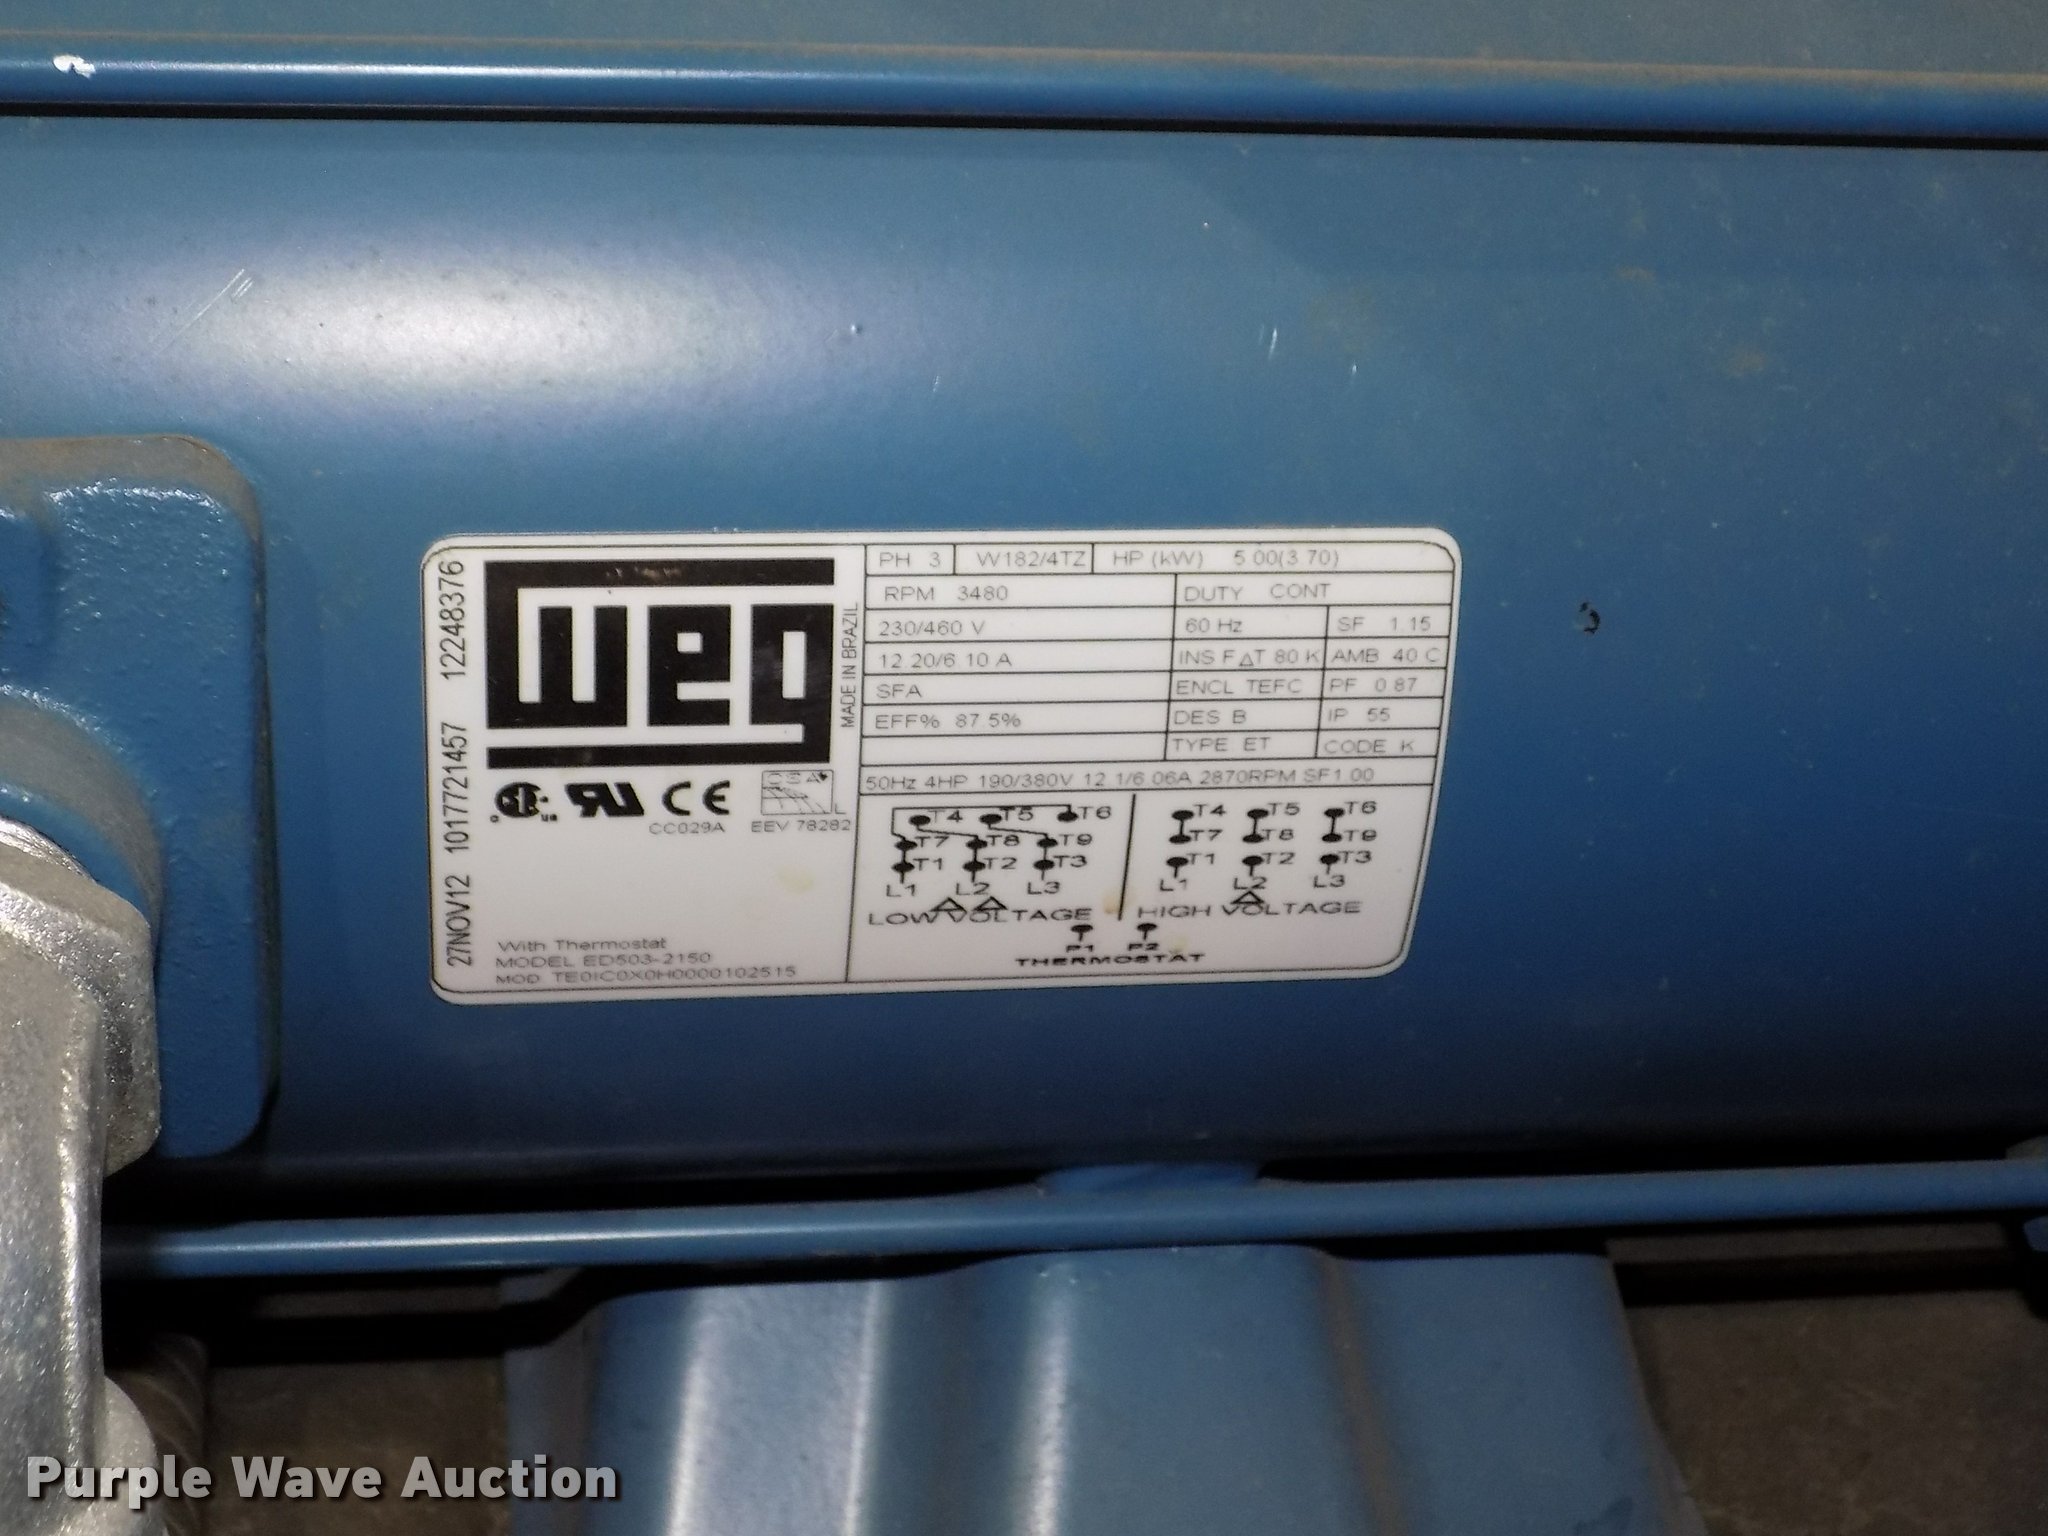 12248376
1017721457
27NOV12
weg
MADE IN BRAZIL
CSA
CC029A
EEV 78282
With Thermostat
MODEL ED503-2150
MOD TE0IC0X0H0000102515
PH 3 W182/4TZ HP (kW) 5 00(3 70)
RPM 3480 DUTY CONT
230/460 V 60 Hz SF 1.15
12.20/6.10 A INS F ΔT 80 K AMB 40 C
SFA ENCL TEFC PF 0 87
EFF% 87.5% DES B IP 55
TYPE ET CODE K
50Hz 4HP 190/380V 12 1/6.06A 2870RPM SF1.00
T4 T5 T6
T7 T8 T9
T1 T2 T3
L1 L2 L3
LOW VOLTAGE
T4 T5 T6
T7 T8 T9
T1 T2 T3
L1 L2 L3
HIGH VOLTAGE
P1 P2
THERMOSTAT
Purple Wave Auction